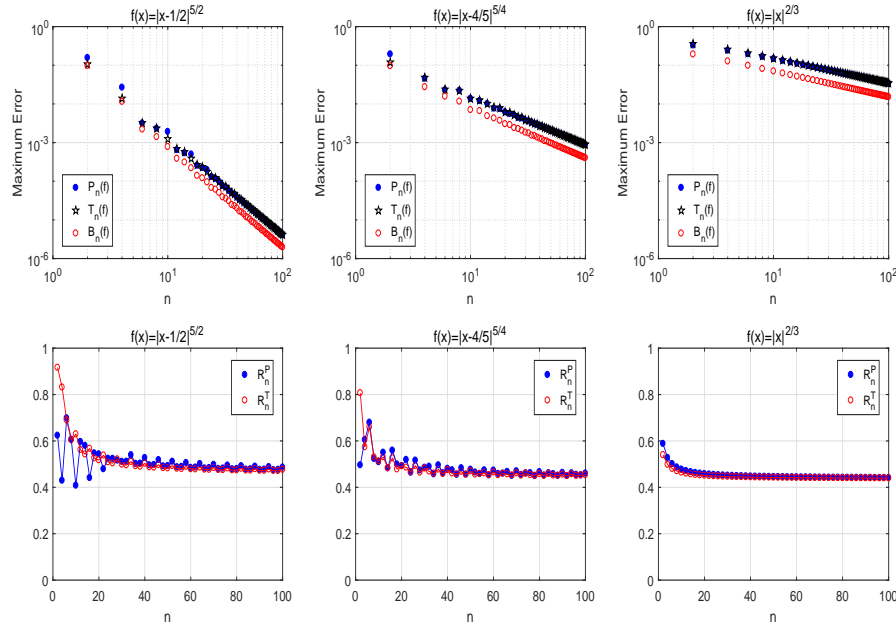 f(x)=|x-1/2|^{5/2}
10^0
10^{-3}
10^{-6}
Maximum Error
P_n(f)
T_n(f)
B_n(f)
10^0 10^1 10^2
n
f(x)=|x-4/5|^{5/4}
10^0
10^{-3}
10^{-6}
Maximum Error
P_n(f)
T_n(f)
B_n(f)
10^0 10^1 10^2
n
f(x)=|x|^{2/3}
10^0
10^{-3}
10^{-6}
Maximum Error
P_n(f)
T_n(f)
B_n(f)
10^0 10^1 10^2
n
f(x)=|x-1/2|^{5/2}
1
0.8
0.6
0.4
0.2
0
R_n^P
R_n^T
0 20 40 60 80 100
n
f(x)=|x-4/5|^{5/4}
1
0.8
0.6
0.4
0.2
0
R_n^P
R_n^T
0 20 40 60 80 100
n
f(x)=|x|^{2/3}
1
0.8
0.6
0.4
0.2
0
R_n^P
R_n^T
0 20 40 60 80 100
n